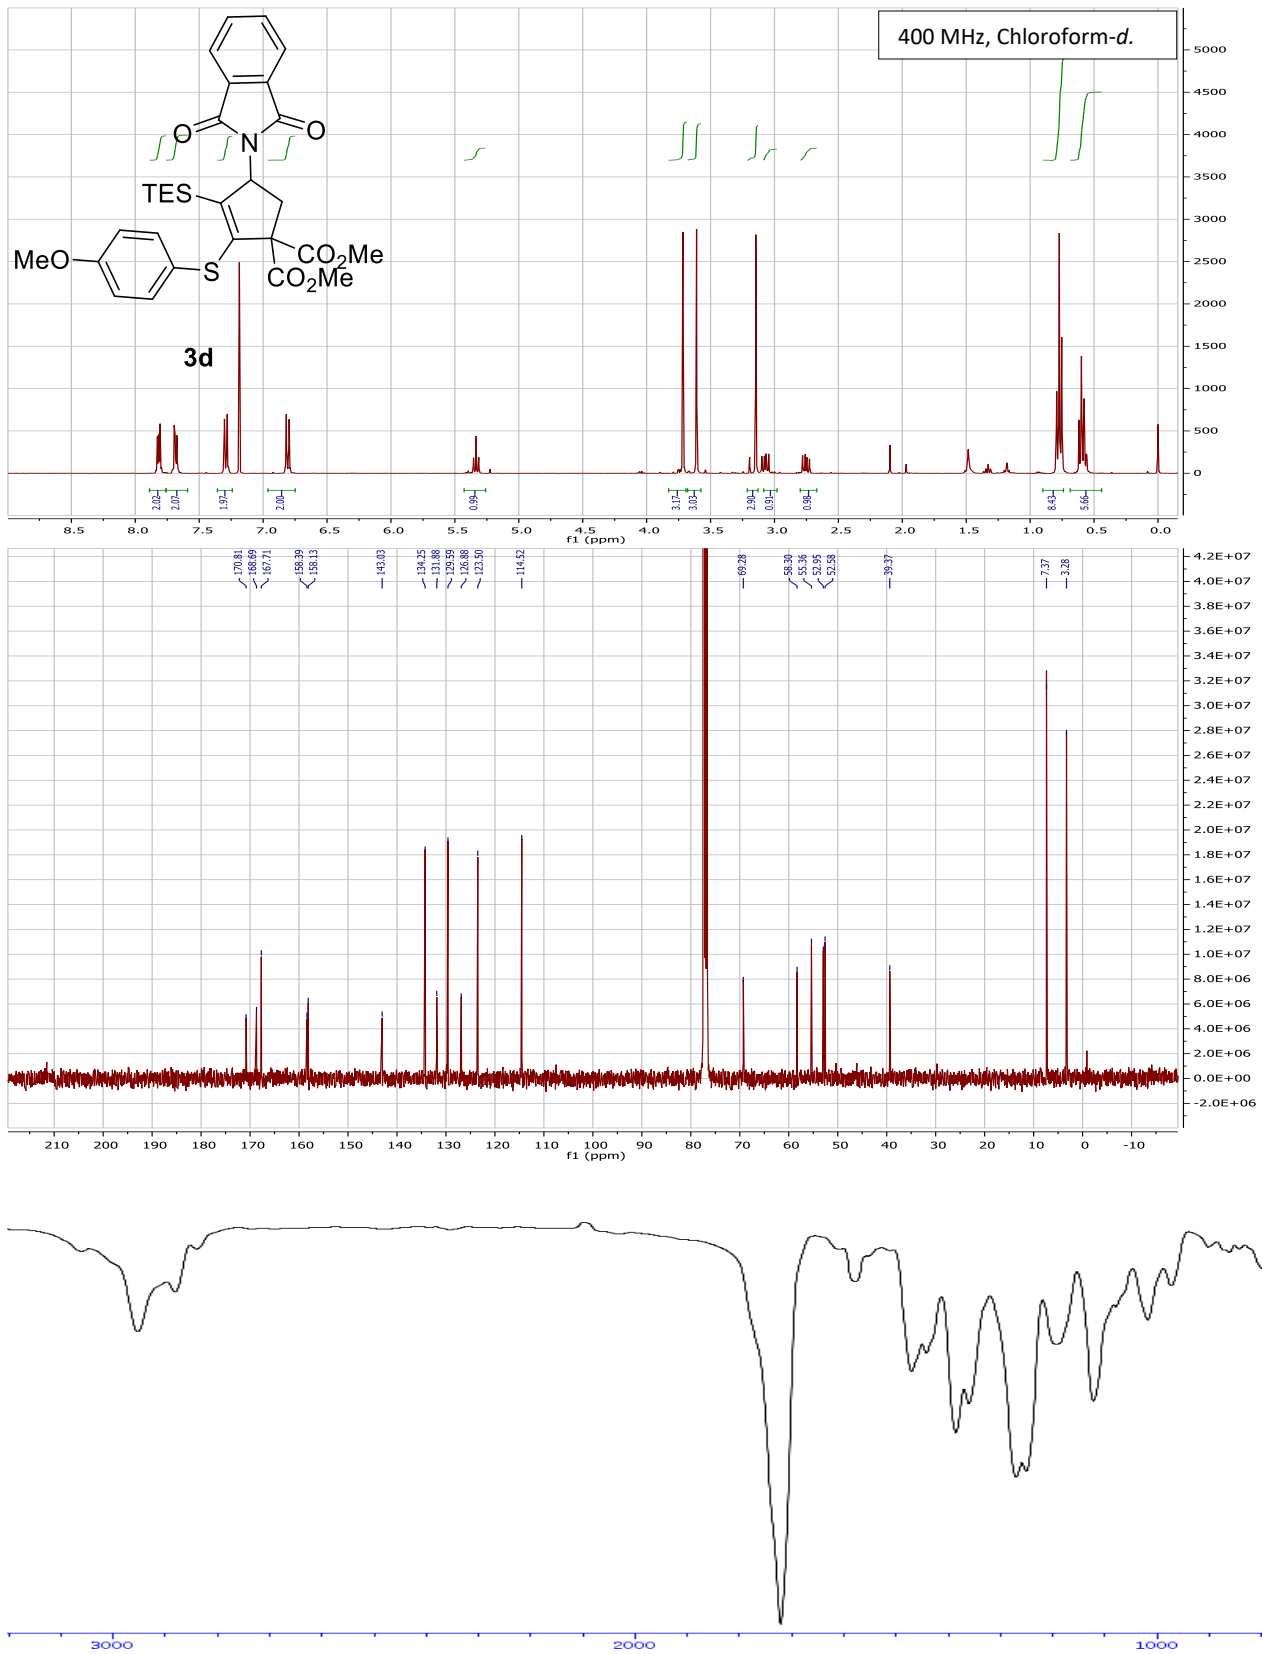 400 MHz, Chloroform-d.
O
N
O
TES
MeO
S
CO2Me
CO2Me
3d
5000
4500
4000
3500
3000
2500
2000
1500
1000
500
0
2.02
2.07
1.97
2.00
0.99
3.17
3.03
2.90
0.91
0.98
8.43
5.66
8.5 8.0 7.5 7.0 6.5 6.0 5.5 5.0 4.5 4.0 3.5 3.0 2.5 2.0 1.5 1.0 0.5 0.0
f1 (ppm)
170.81
168.69
167.71
158.39
158.13
143.03
134.25
131.88
129.59
126.88
123.50
114.52
69.28
58.30
55.36
52.95
52.58
39.37
7.37
3.28
4.2E+07
4.0E+07
3.8E+07
3.6E+07
3.4E+07
3.2E+07
3.0E+07
2.8E+07
2.6E+07
2.4E+07
2.2E+07
2.0E+07
1.8E+07
1.6E+07
1.4E+07
1.2E+07
1.0E+07
8.0E+06
6.0E+06
4.0E+06
2.0E+06
0.0E+00
-2.0E+06
210 200 190 180 170 160 150 140 130 120 110 100 90 80 70 60 50 40 30 20 10 0 -10
f1 (ppm)
3000 2000 1000